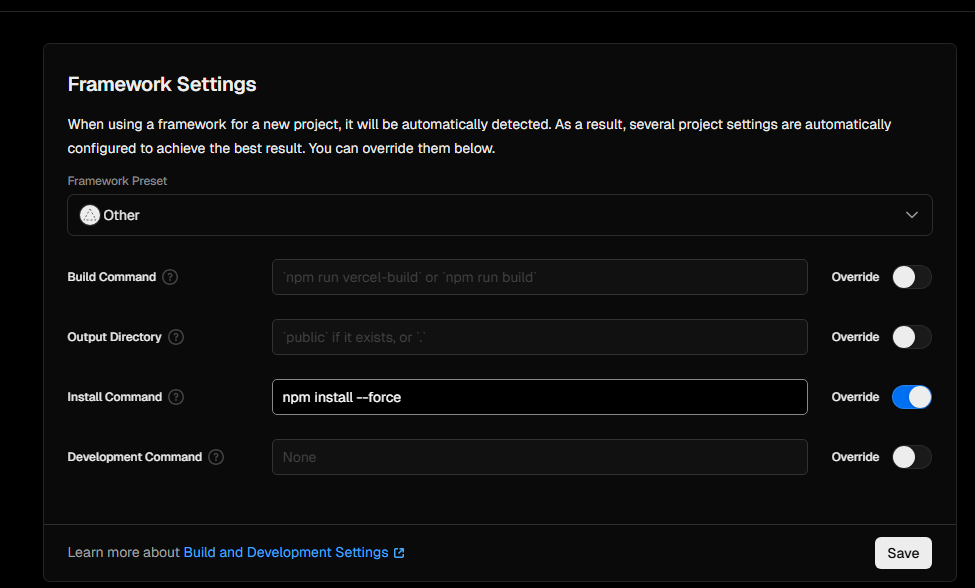 Framework Settings
When using a framework for a new project, it will be automatically detected. As a result, several project settings are automatically
configured to achieve the best result. You can override them below.
Framework Preset
Other
Build Command ?
`npm run vercel-build` or `npm run build`
Override
Output Directory ?
`public` if it exists, or `.`
Override
Install Command ?
npm install --force
Override
Development Command ?
None
Override
Learn more about Build and Development Settings
Save